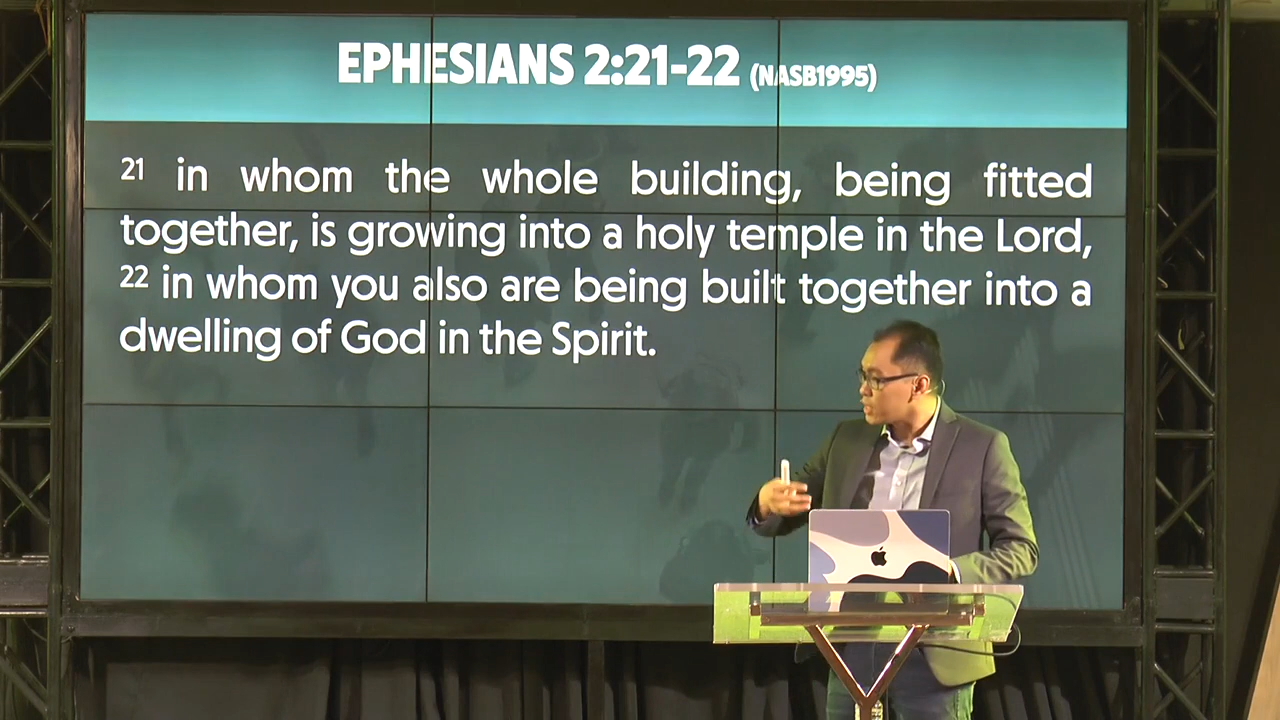 EPHESIANS 2:21-22 (NASB1995)
21 in whom the whole building, being fitted
together, is growing into a holy temple in the Lord,
22 in whom you also are being built together into a
dwelling of God in the Spirit.